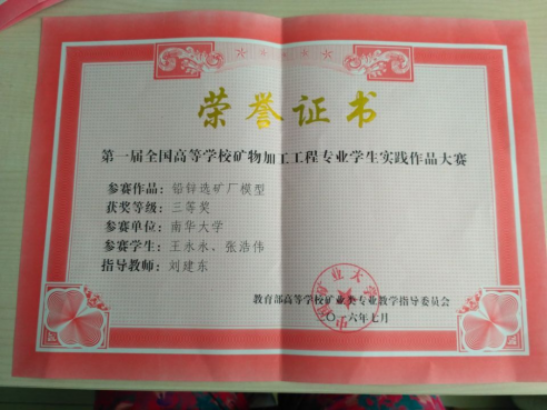 荣誉证书
第一届全国高等学校矿物加工工程专业学生实践作品大赛
参赛作品：铅锌选矿厂模型
获奖等级：三等奖
参赛单位：南华大学
参赛学生：王永永、张浩伟
指导教师：刘建东
教育部高等学校矿业类专业教学指导委员会
二〇一六年七月